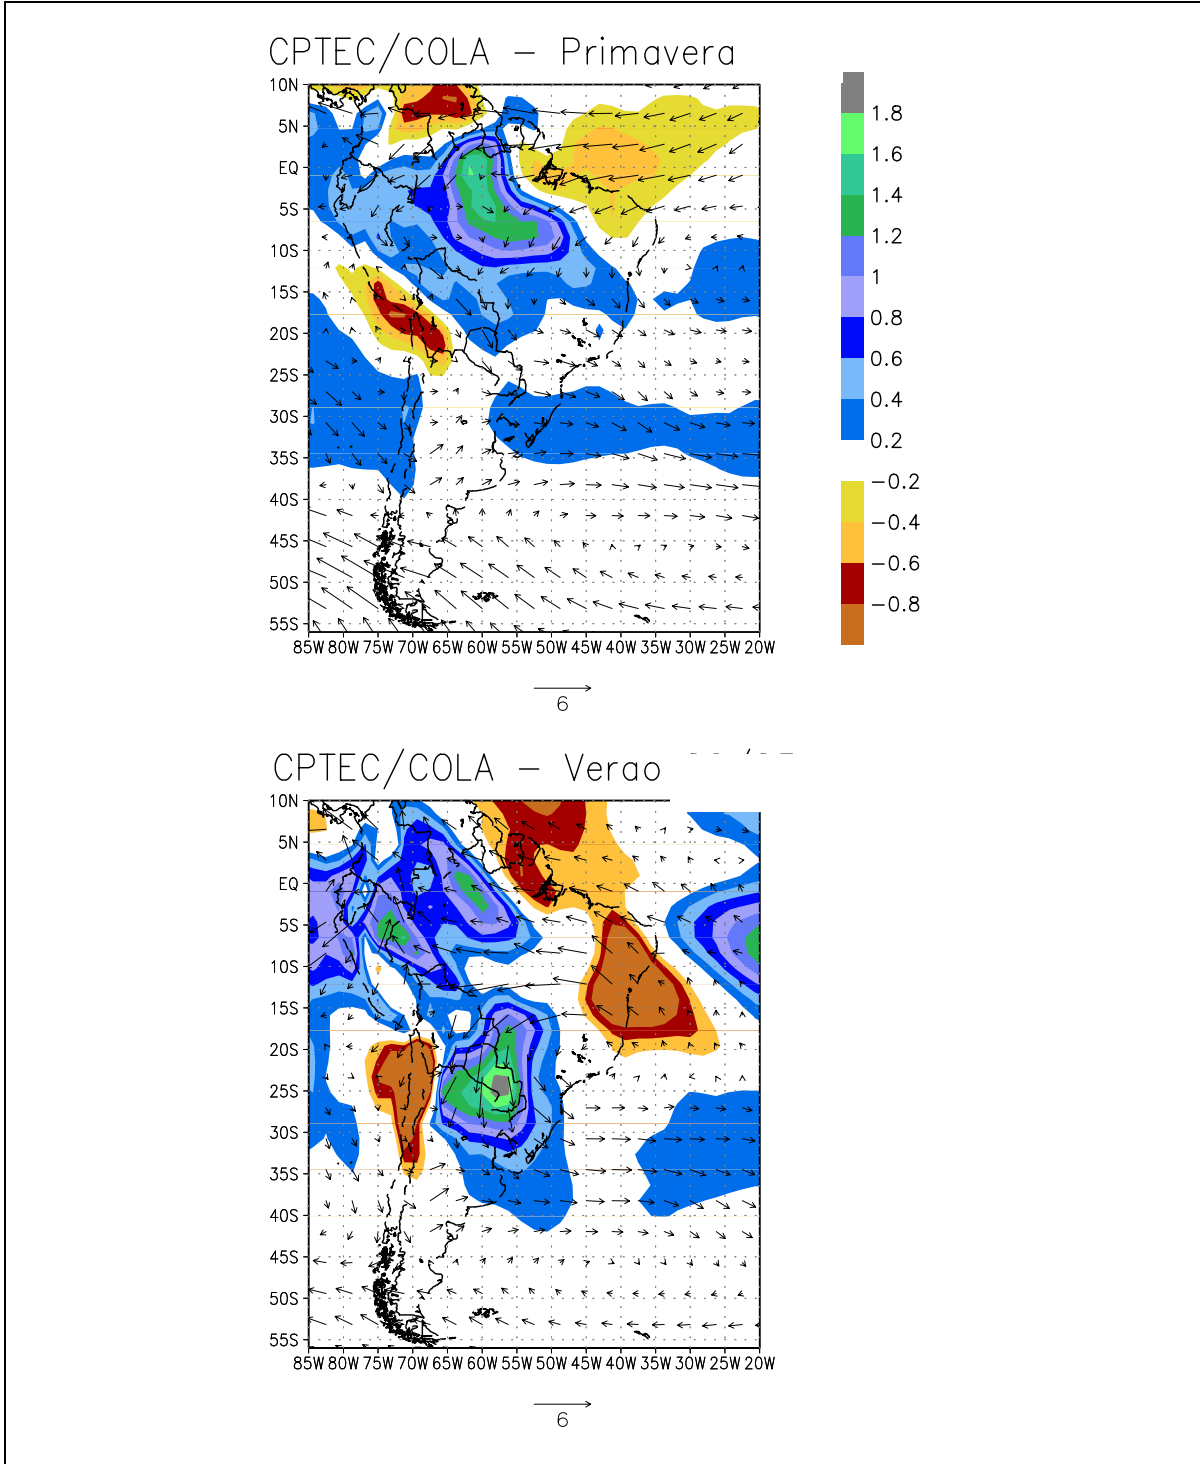 CPTEC/COLA – Primavera
10N
5N
EQ
5S
10S
15S
20S
25S
30S
35S
40S
45S
50S
55S
85W 80W 75W 70W 65W 60W 55W 50W 45W 40W 35W 30W 25W 20W
6
1.8
1.6
1.4
1.2
1
0.8
0.6
0.4
0.2
−0.2
−0.4
−0.6
−0.8
CPTEC/COLA – Verao
10N
5N
EQ
5S
10S
15S
20S
25S
30S
35S
40S
45S
50S
55S
85W 80W 75W 70W 65W 60W 55W 50W 45W 40W 35W 30W 25W 20W
6